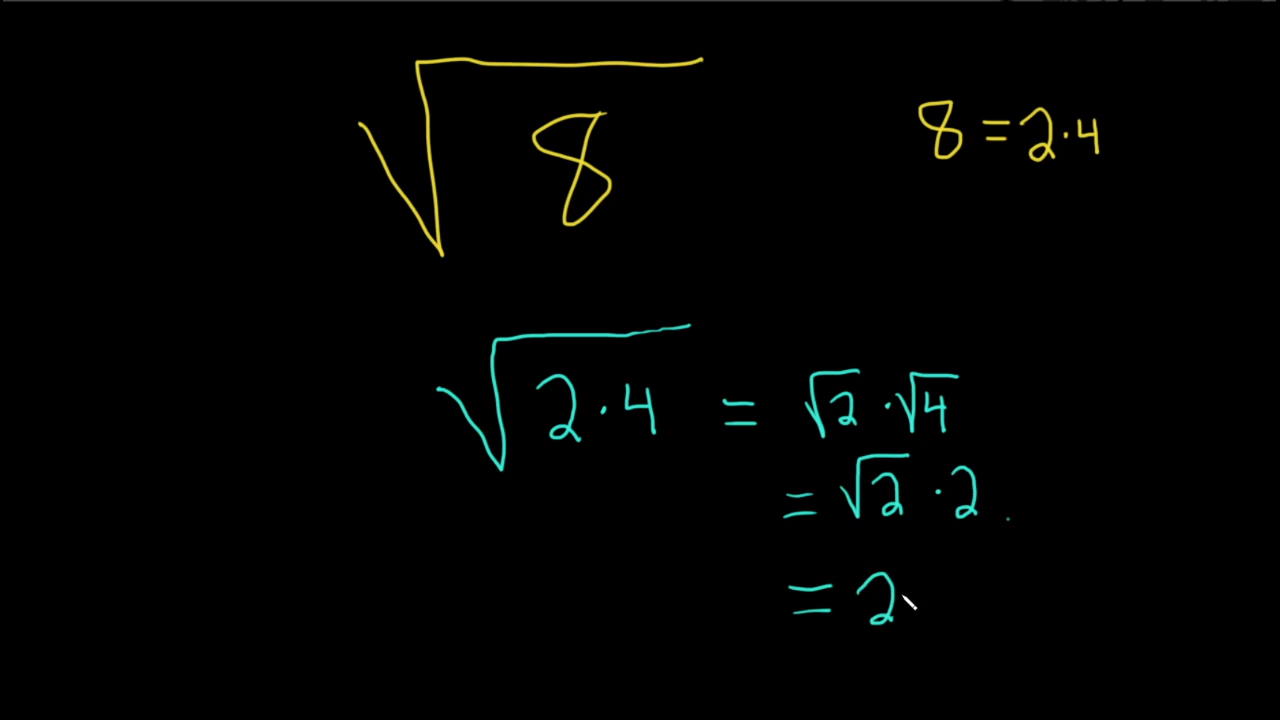 √8
8 = 2·4
√2·4 = √2·√4
= √2·2
= 2